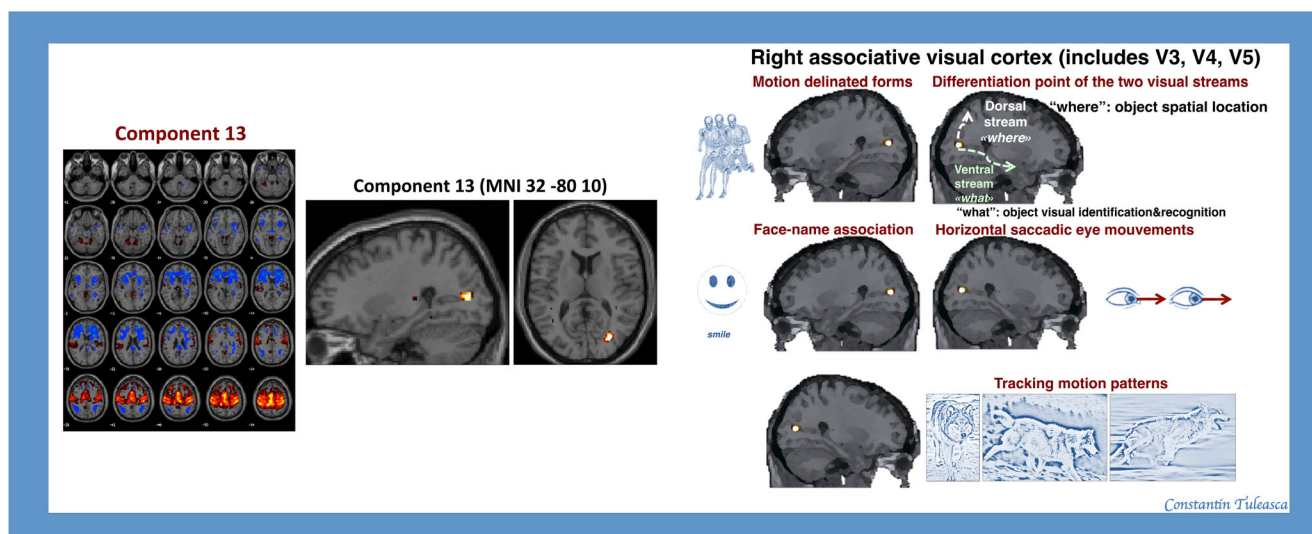 Component 13
Component 13 (MNI 32 -80 10)
Right associative visual cortex (includes V3, V4, V5)
Motion delinated forms
Differentiation point of the two visual streams
Dorsal
stream
«where»
“where”: object spatial location
Ventral
stream
«what»
“what”: object visual identification&recognition
Face-name association
Horizontal saccadic eye mouvements
smile
Tracking motion patterns
Constantin Tuleasca